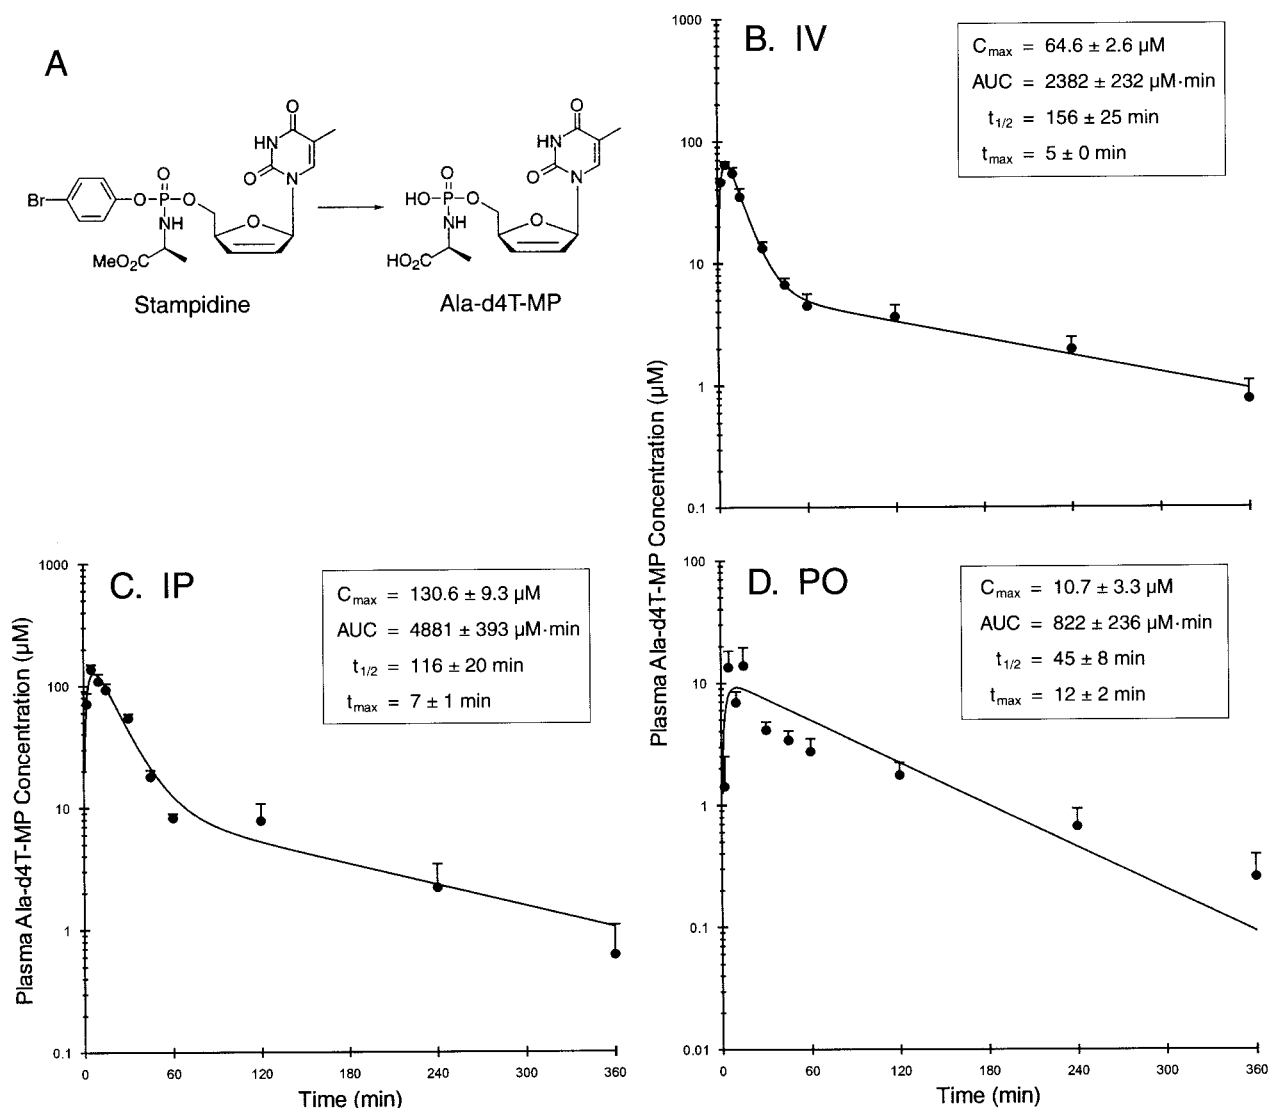 A
O
HN
O
N
O
Br
O
P
O
NH
O
MeO2C
Stampidine
O
HN
O
N
O
HO
P
O
NH
O
HO2C
Ala-d4T-MP
B. IV
Cmax = 64.6 ± 2.6 µM
AUC = 2382 ± 232 µM·min
t1/2 = 156 ± 25 min
tmax = 5 ± 0 min
1000
100
10
1
0.1
Plasma Ala-d4T-MP Concentration (µM)
C. IP
Cmax = 130.6 ± 9.3 µM
AUC = 4881 ± 393 µM·min
t1/2 = 116 ± 20 min
tmax = 7 ± 1 min
1000
100
10
1
0.1
Plasma Ala-d4T-MP Concentration (µM)
0 60 120 180 240 300 360
Time (min)
D. PO
Cmax = 10.7 ± 3.3 µM
AUC = 822 ± 236 µM·min
t1/2 = 45 ± 8 min
tmax = 12 ± 2 min
100
10
1
0.1
0.01
0 60 120 180 240 300 360
Time (min)